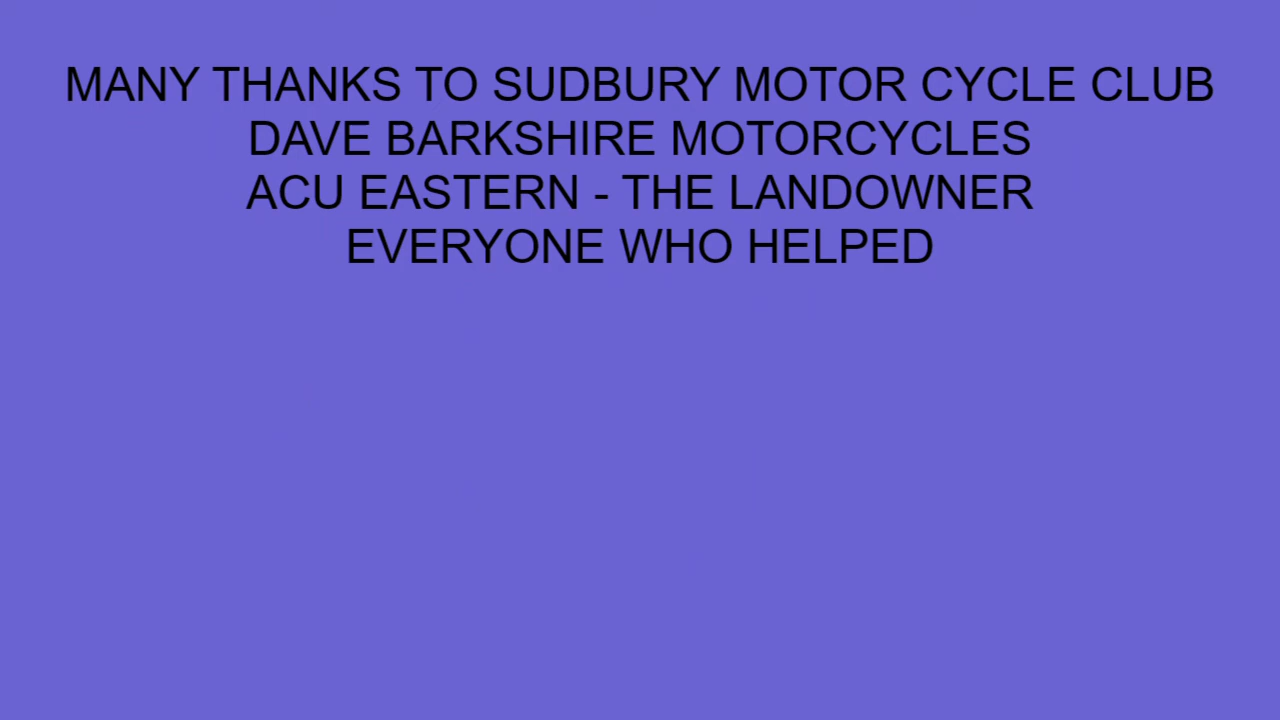 MANY THANKS TO SUDBURY MOTOR CYCLE CLUB
DAVE BARKSHIRE MOTORCYCLES
ACU EASTERN - THE LANDOWNER
EVERYONE WHO HELPED